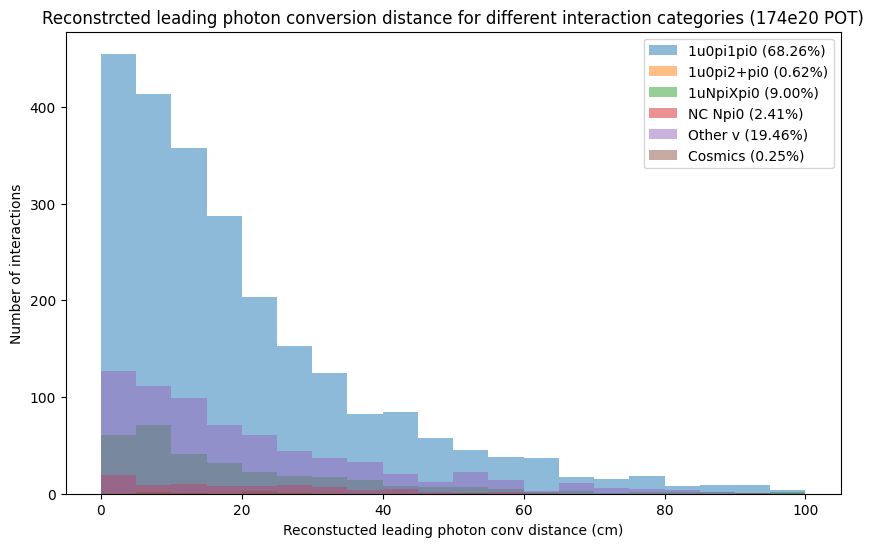 Reconstrcted leading photon conversion distance for different interaction categories (174e20 POT)
1u0pi1pi0 (68.26%)
1u0pi2+pi0 (0.62%)
1uNpiXpi0 (9.00%)
NC Npi0 (2.41%)
Other v (19.46%)
Cosmics (0.25%)
Number of interactions
400
300
200
100
0
0 20 40 60 80 100
Reconstucted leading photon conv distance (cm)